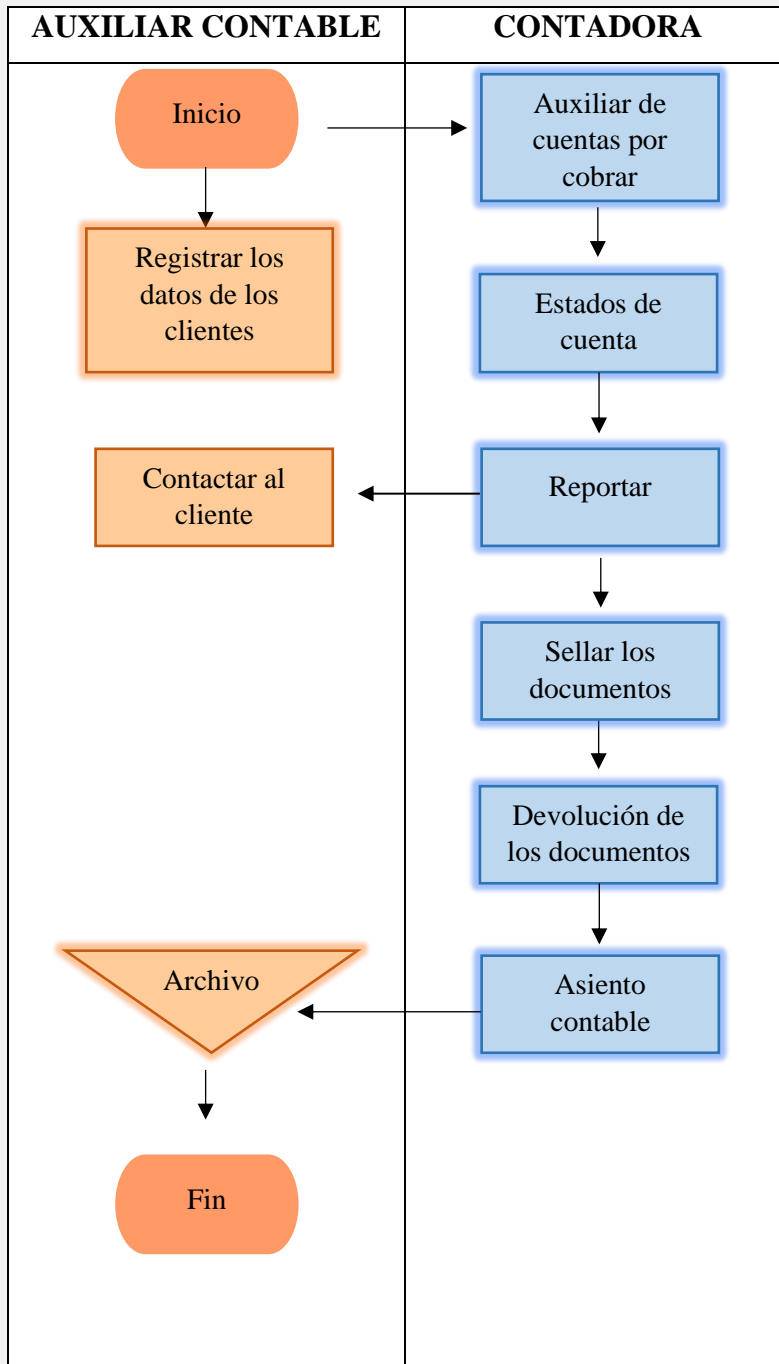 AUXILIAR CONTABLE
CONTADORA
Inicio
Auxiliar de
cuentas por
cobrar
Registrar los
datos de los
clientes
Estados de
cuenta
Contactar al
cliente
Reportar
Sellar los
documentos
Devolución de
los documentos
Archivo
Asiento
contable
Fin